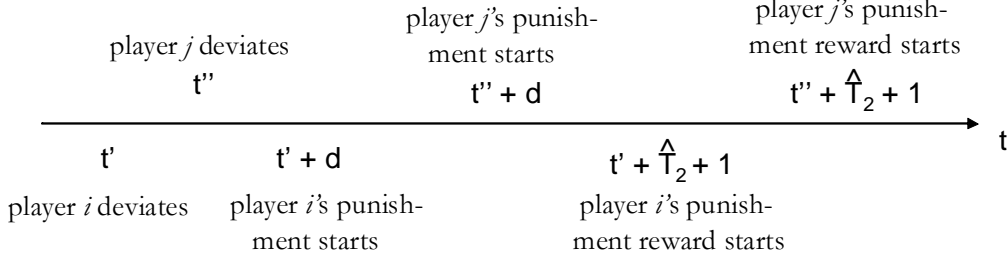 player j's punish-
ment reward starts
player j's punish-
ment starts
player j deviates
t''
t'' + d
t'' + T̂₂ + 1
t
t'
t' + d
t' + T̂₂ + 1
player i deviates
player i's punish-
ment starts
player i's punish-
ment reward starts